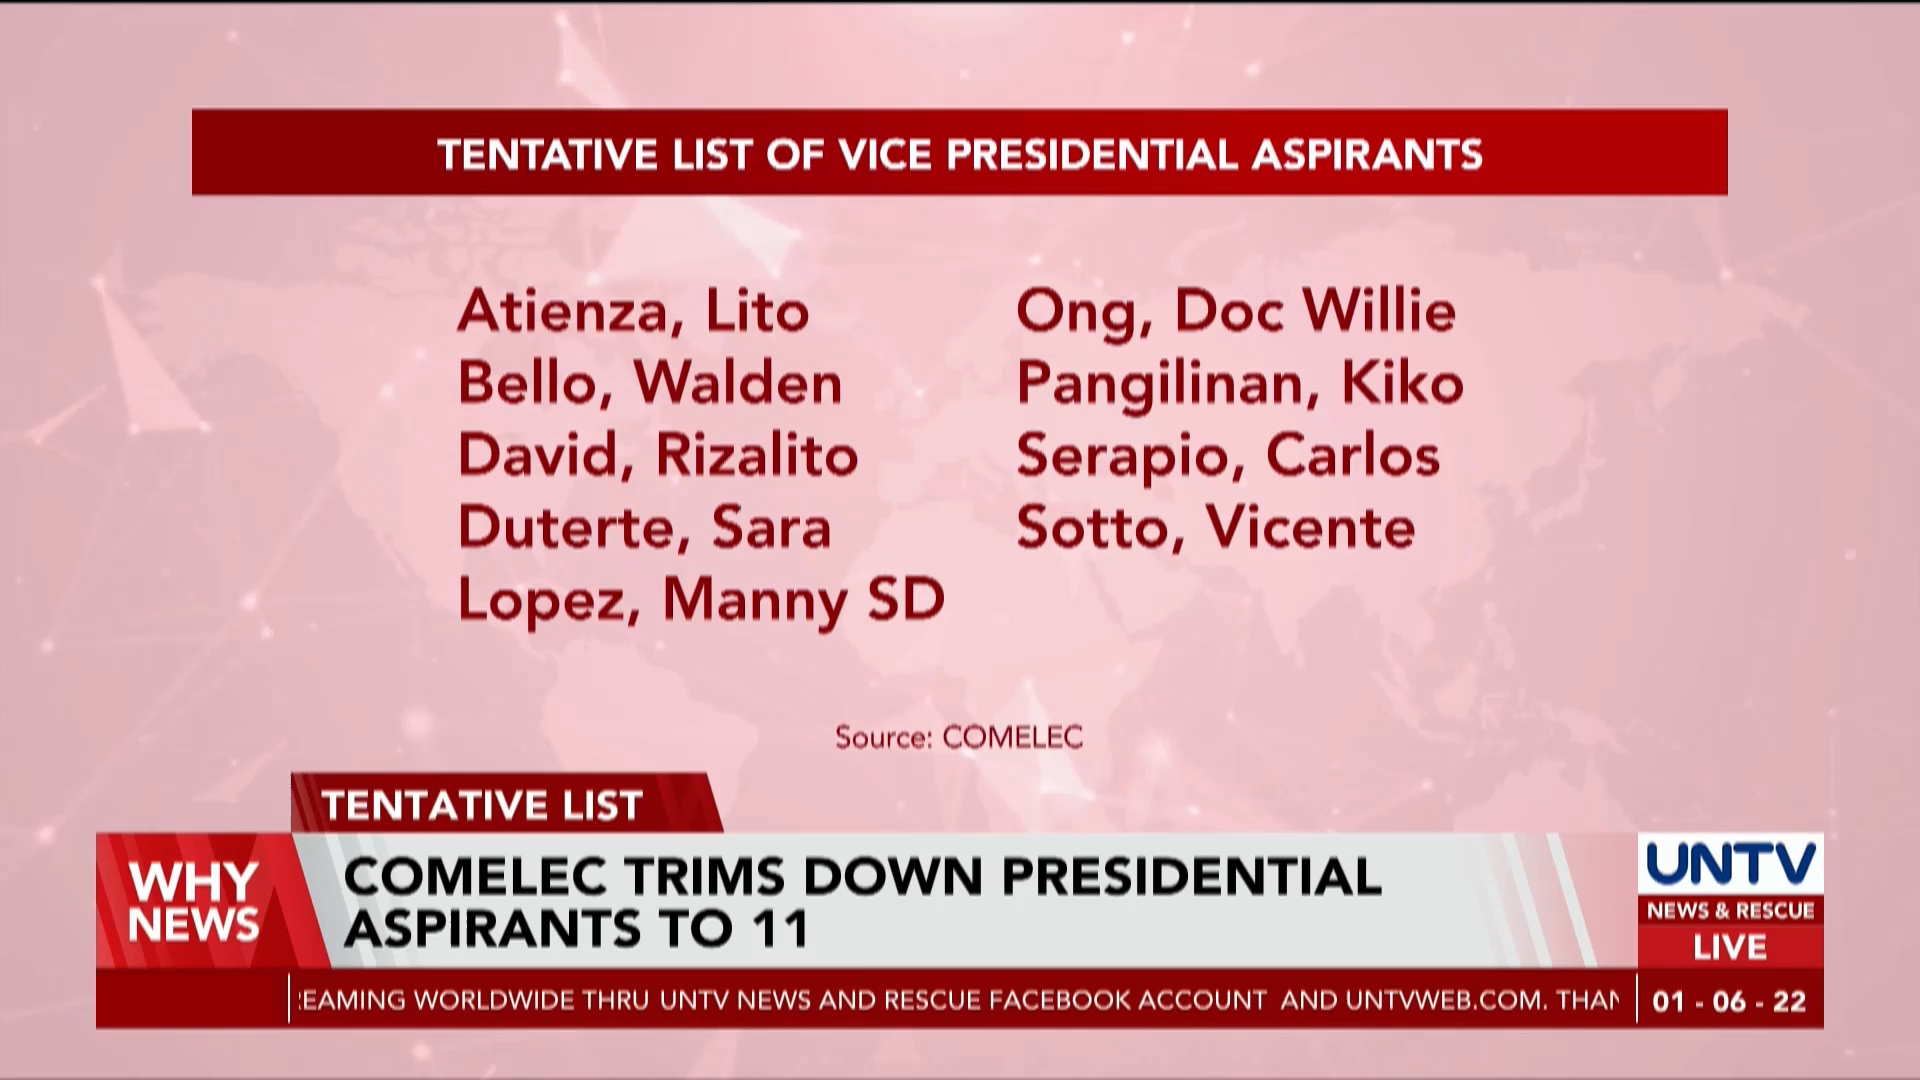 TENTATIVE LIST OF VICE PRESIDENTIAL ASPIRANTS
Atienza, Lito
Bello, Walden
David, Rizalito
Duterte, Sara
Lopez, Manny SD
Ong, Doc Willie
Pangilinan, Kiko
Serapio, Carlos
Sotto, Vicente
Source: COMELEC
TENTATIVE LIST
WHY
NEWS
COMELEC TRIMS DOWN PRESIDENTIAL
ASPIRANTS TO 11
UNTV
NEWS & RESCUE
LIVE
EAMING WORLDWIDE THRU UNTV NEWS AND RESCUE FACEBOOK ACCOUNT AND UNTVWEB.COM. THAN
01 - 06 - 22